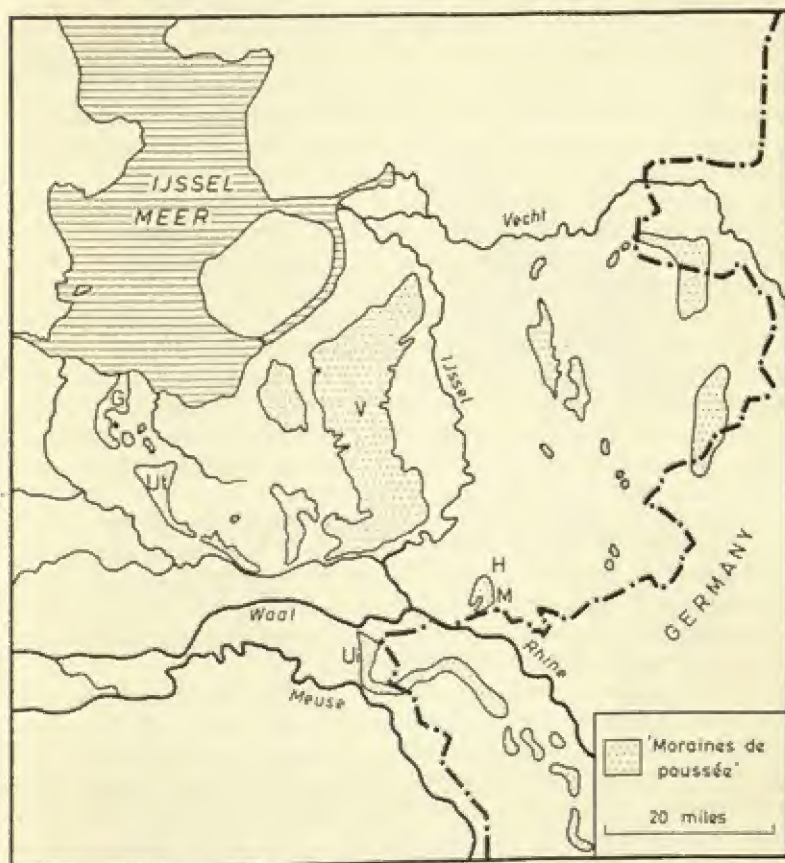 IJSSEL
MEER
Vecht
IJssel
G
V
Ut
H
M
GERMANY
Waal
Rhine
Ui
Meuse
'Moraines de
poussée'
20 miles